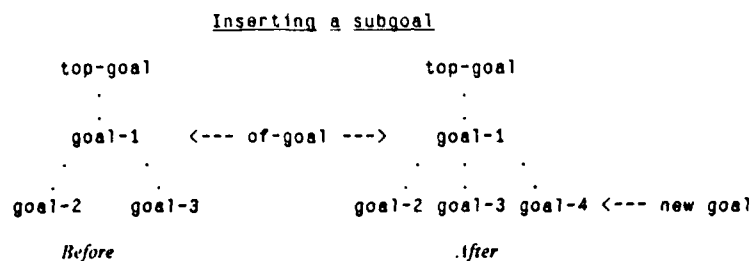 Inserting a subgoal
top-goal top-goal
goal-1 <--- of-goal ---> goal-1
goal-2 goal-3 goal-2 goal-3 goal-4 <--- new goal
Before After